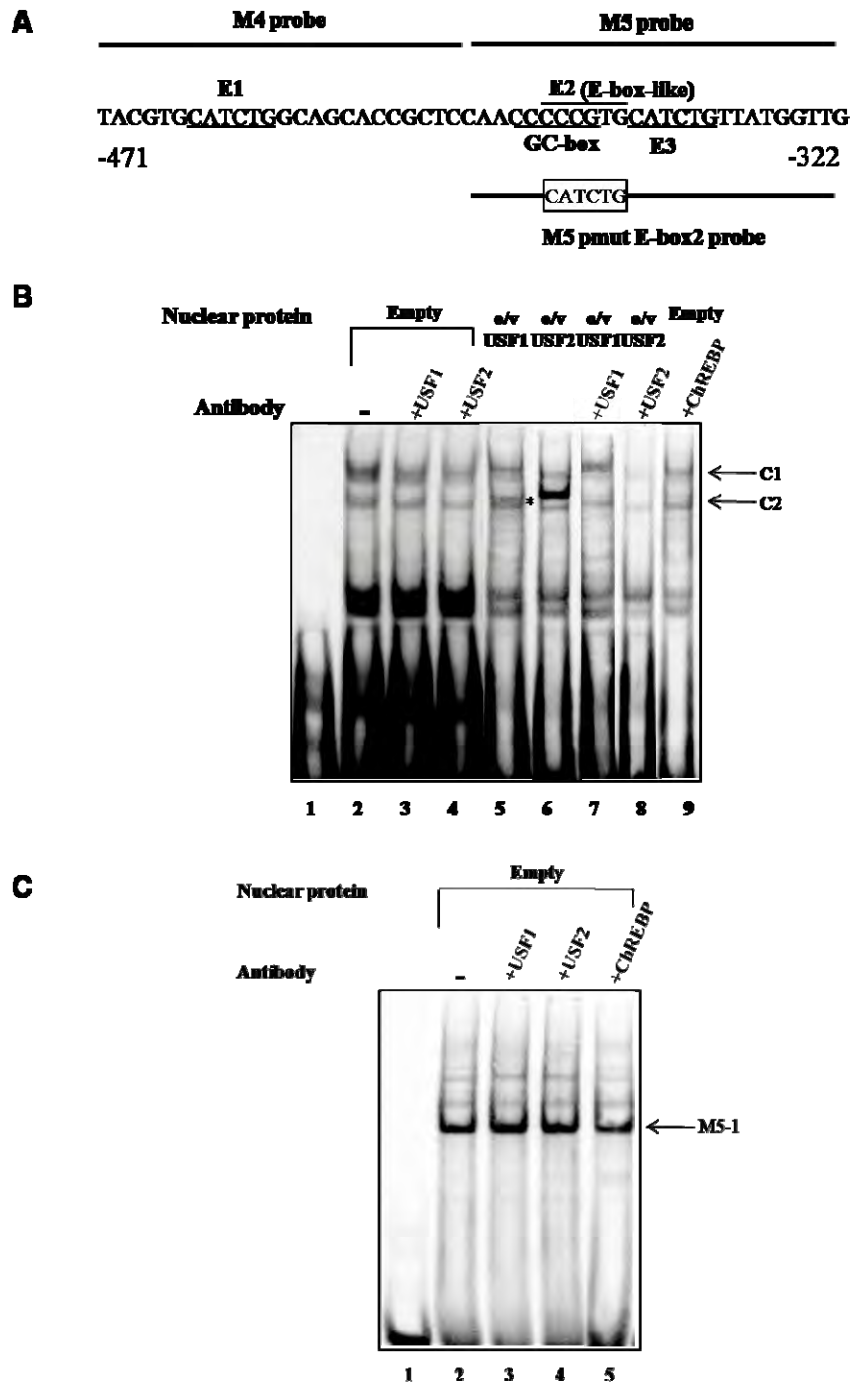 A
M4 probe M5 probe
E1 E2 (E-box-like)
TACGTGCATCTGGCAGCACCGCTCCAACCCCCGTGCATCTGTTATGGTTG
-471 GC-box E3 -322
CATCTG
M5 pmut E-box2 probe
B
Nuclear protein Empty o/v o/v o/v o/v Empty
USF1 USF2 USF1 USF2
Antibody - +USF1 +USF2 +USF1 +USF2 +ChREBP
C1
* C2
1 2 3 4 5 6 7 8 9
C
Nuclear protein Empty
Antibody - +USF1 +USF2 +ChREBP
M5-1
1 2 3 4 5